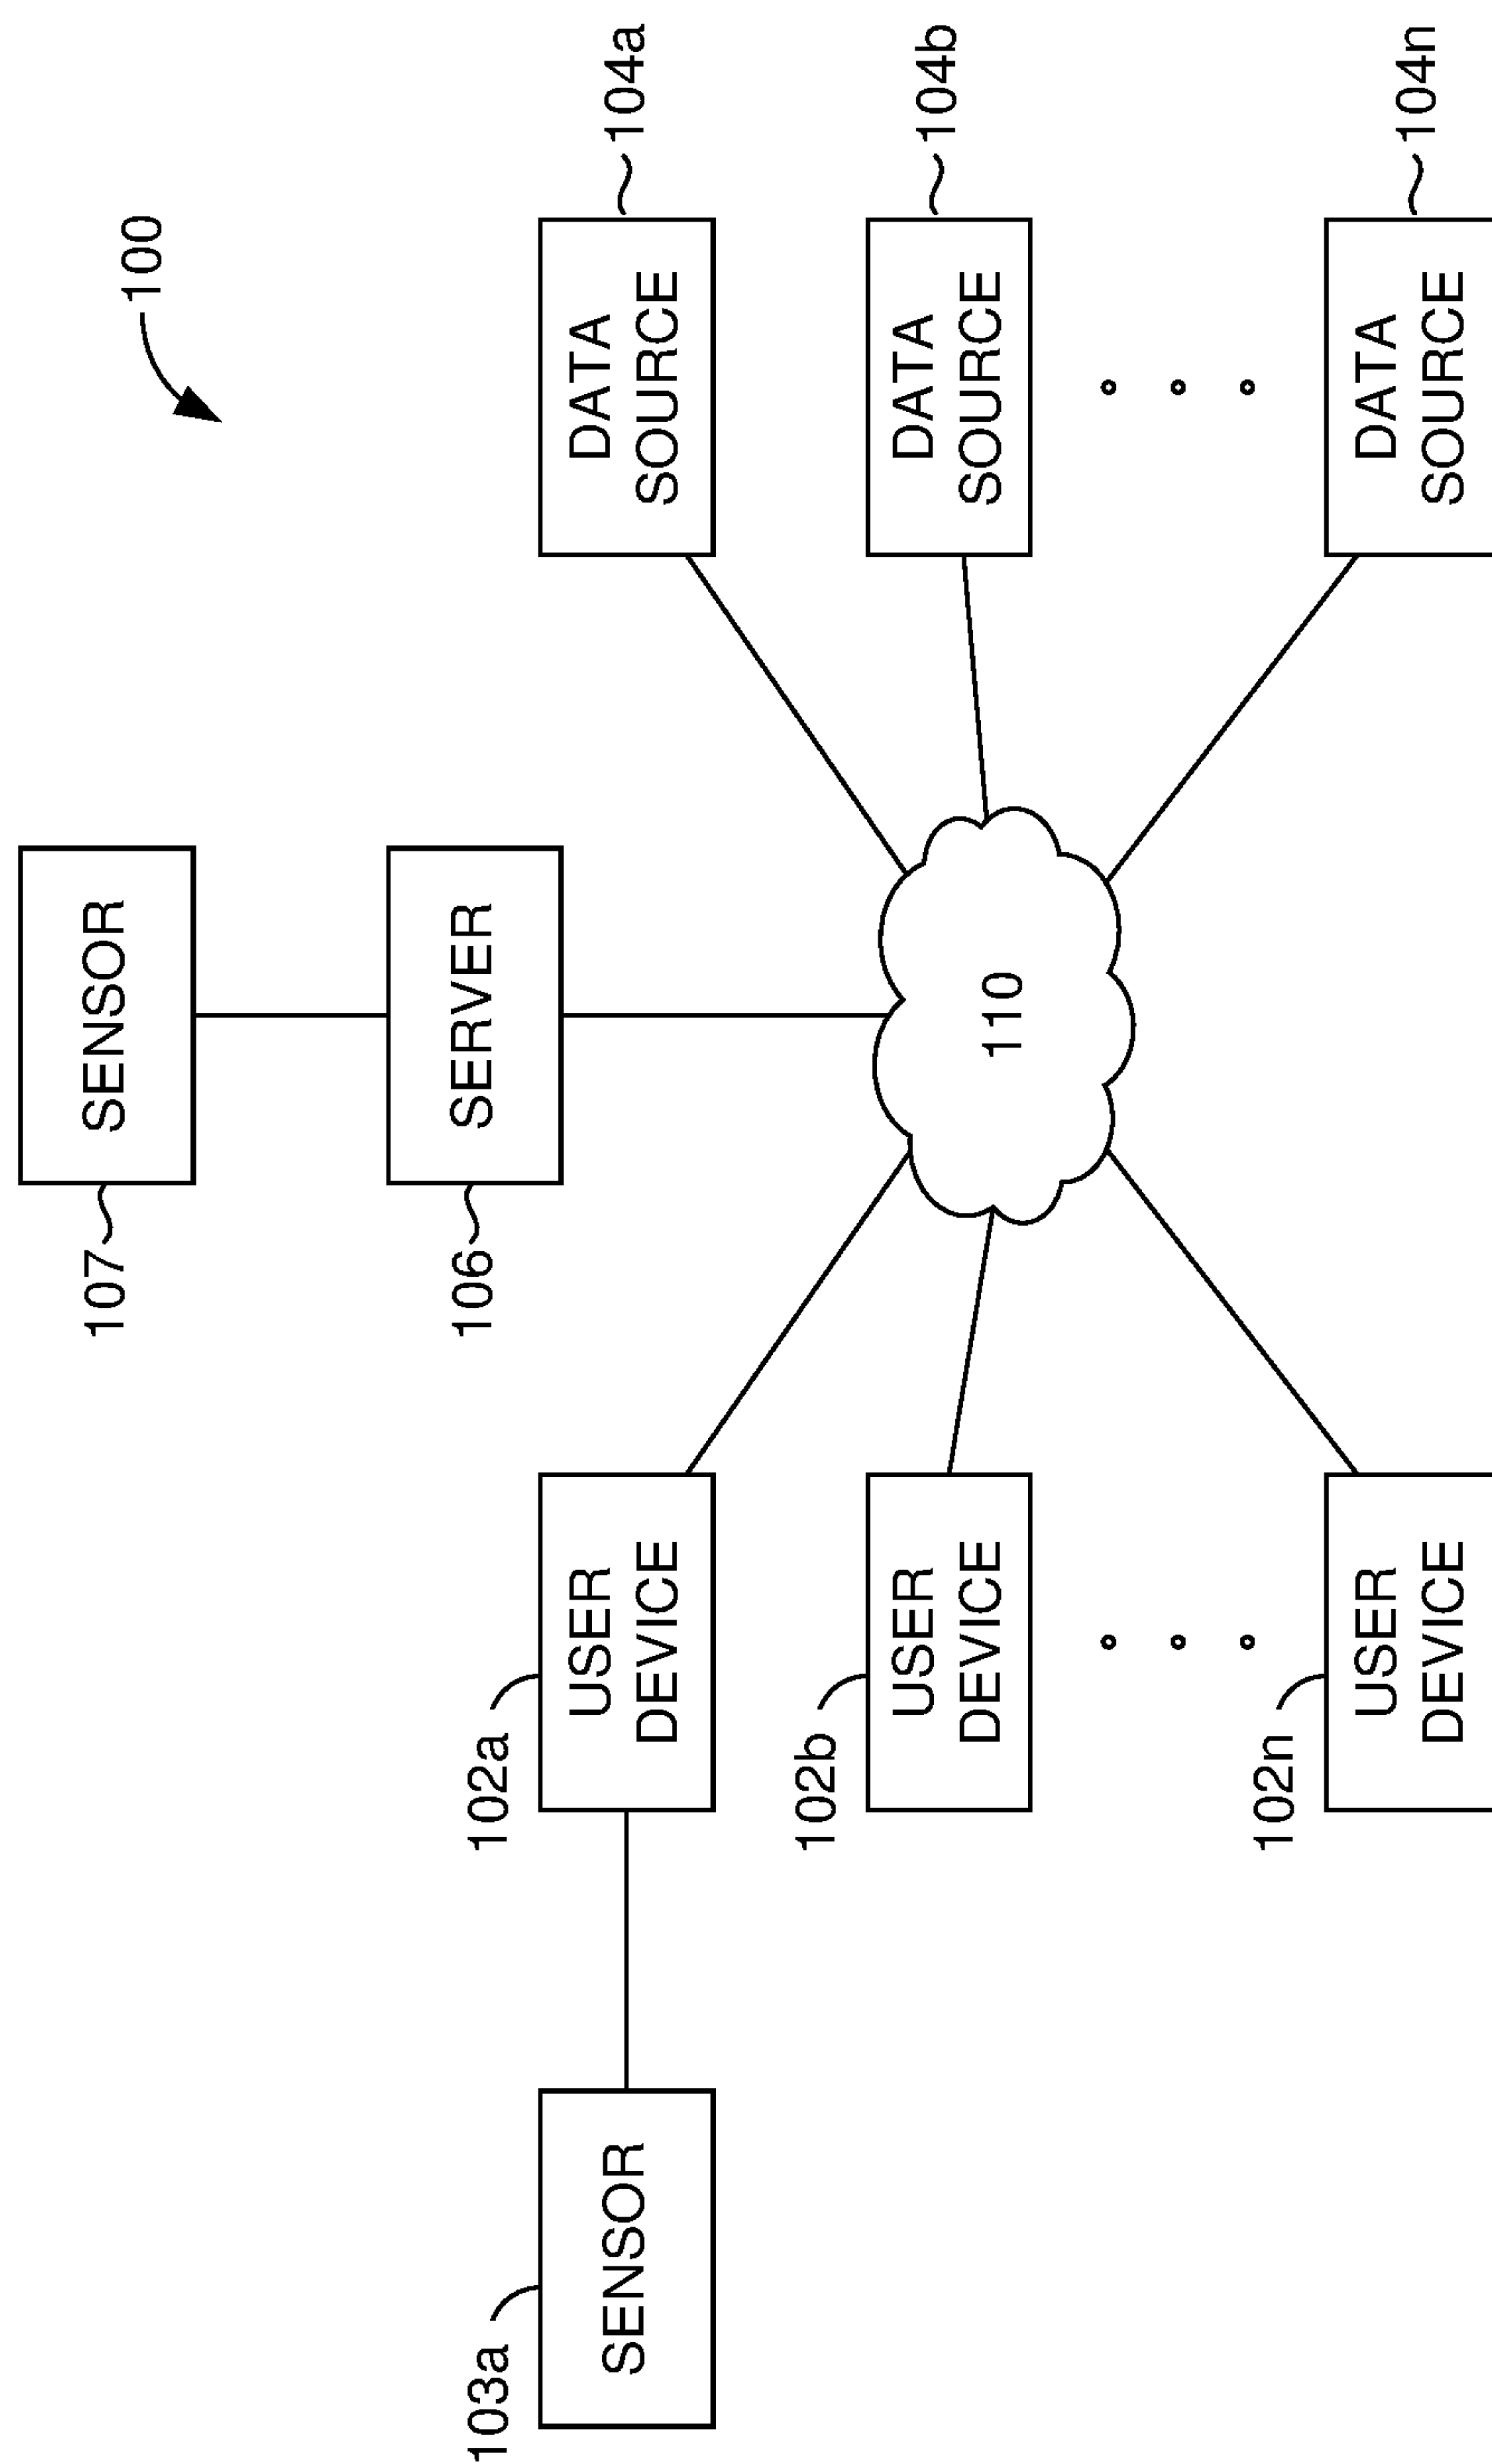 100
SENSOR
107
SERVER
106
103a
SENSOR
102a
USER
DEVICE
DATA
SOURCE
104a
110
102b
USER
DEVICE
DATA
SOURCE
104b
102n
USER
DEVICE
DATA
SOURCE
104n